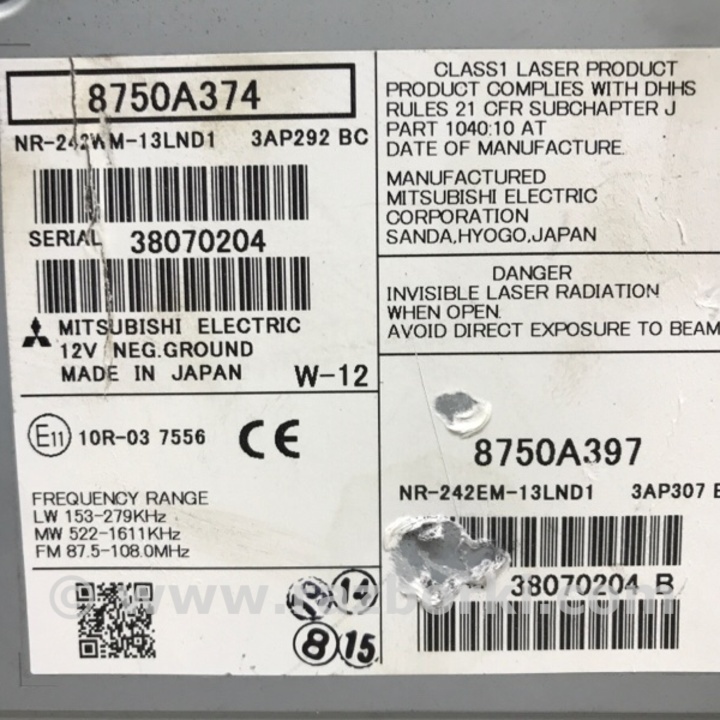 8750A374
NR-242WM-13LND1 3AP292 BC
SERIAL 38070204
MITSUBISHI ELECTRIC
12V NEG.GROUND
MADE IN JAPAN W-12
E11 10R-03 7556 CE
FREQUENCY RANGE
LW 153-279KHz
MW 522-1611KHz
FM 87.5-108.0MHz
14
8 15
CLASS1 LASER PRODUCT
PRODUCT COMPLIES WITH DHHS
RULES 21 CFR SUBCHAPTER J
PART 1040:10 AT
DATE OF MANUFACTURE.
MANUFACTURED
MITSUBISHI ELECTRIC
CORPORATION
SANDA,HYOGO,JAPAN
DANGER
INVISIBLE LASER RADIATION
WHEN OPEN.
AVOID DIRECT EXPOSURE TO BEAM
8750A397
NR-242EM-13LND1 3AP307
38070204 B